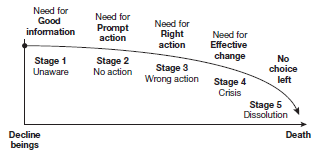 Need for
Good
information
Need for
Prompt
action
Need for
Right
action
Need for
Effective
change
No
choice
left
Stage 1
Unaware
Stage 2
No action
Stage 3
Wrong action
Stage 4
Crisis
Stage 5
Dissolution
Decline
beings
Death